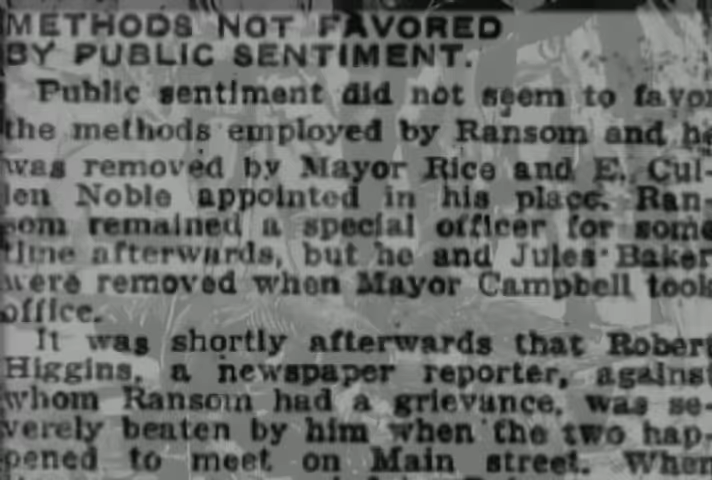 METHODS NOT FAVORED
BY PUBLIC SENTIMENT.
Public sentiment did not seem to favor
the methods employed by Ransom and he
was removed by Mayor Rice and E. Cul-
len Noble appointed in his place. Ran-
som remained a special officer for some
time afterwards, but he and Jules Baker
were removed when Mayor Campbell took
office.
It was shortly afterwards that Robert
Higgins, a newspaper reporter, against
whom Ransom had a grievance, was se-
verely beaten by him when the two hap-
pened to meet on Main street. When